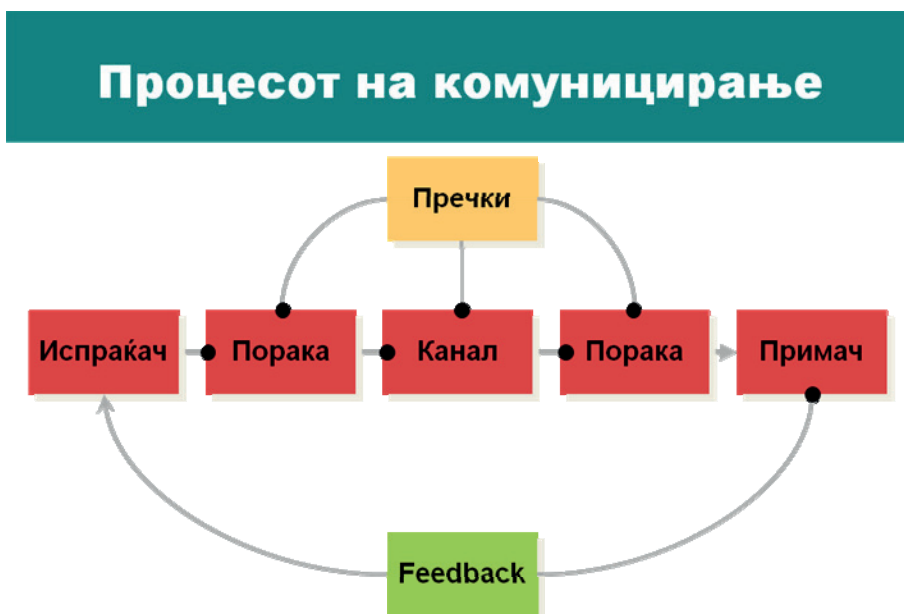 Процесот на комуницирање
Пречки
Испраќач
Порака
Канал
Порака
Примач
Feedback